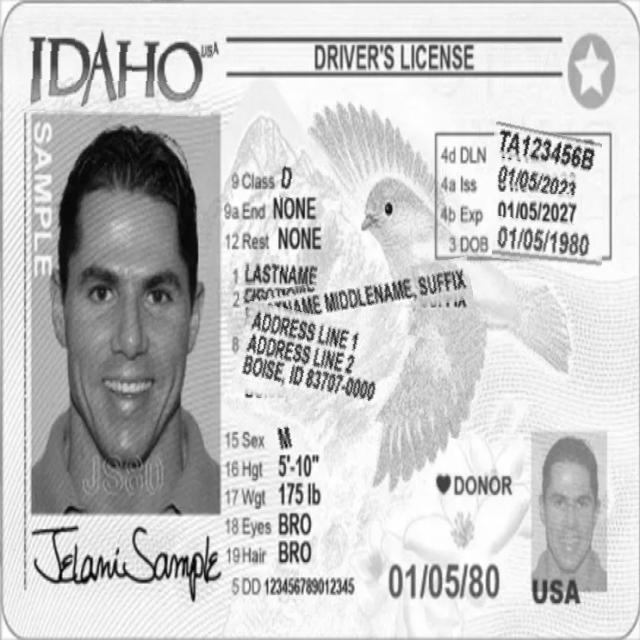 IDAHO USA
DRIVER'S LICENSE
SAMPLE
4d DLN TA123456B
4a Iss 01/05/2023
4b Exp 01/05/2027
3 DOB 01/05/1980
9 Class D
9a End NONE
12 Rest NONE
1 LASTNAME
2 MIDDLENAME, SUFFIX
8 ADDRESS LINE 1
ADDRESS LINE 2
BOISE, ID 83707-0000
15 Sex M
16 Hgt 5'-10"
17 Wgt 175 lb
18 Eyes BRO
19 Hair BRO
5 DD 123456789012345
JS80
Jelani Sample
DONOR
01/05/80
USA